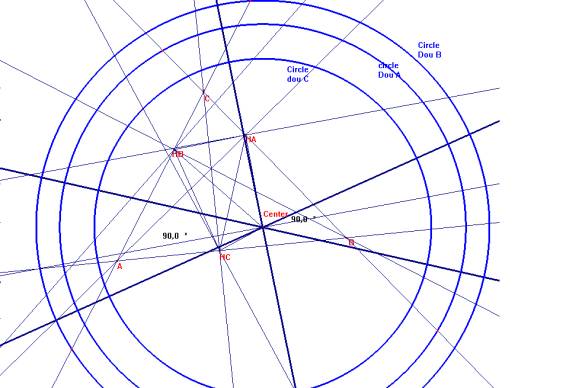 Circle
Dou B
circle
Dou A
Circle
dou C
C
HA
HB
Center
90,0 °
90,0 °
B
HC
A